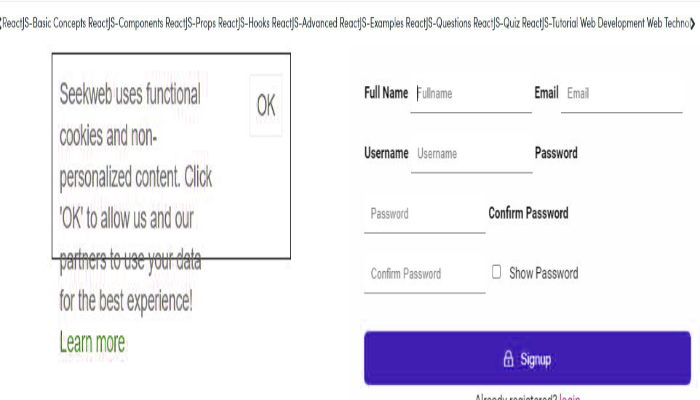 ReactJS-Basic Concepts ReactJS-Components ReactJS-Props ReactJS-Hooks ReactJS-Advanced ReactJS-Examples ReactJS-Questions ReactJS-Quiz ReactJS-Tutorial Web Development Web Techno
Seekweb uses functional
cookies and non-
personalized content. Click
'OK' to allow us and our
partners to use your data
for the best experience!
Learn more
OK
Full Name Fullname Email Email
Username Username Password
Password Confirm Password
Confirm Password Show Password
Signup
Already registered? login